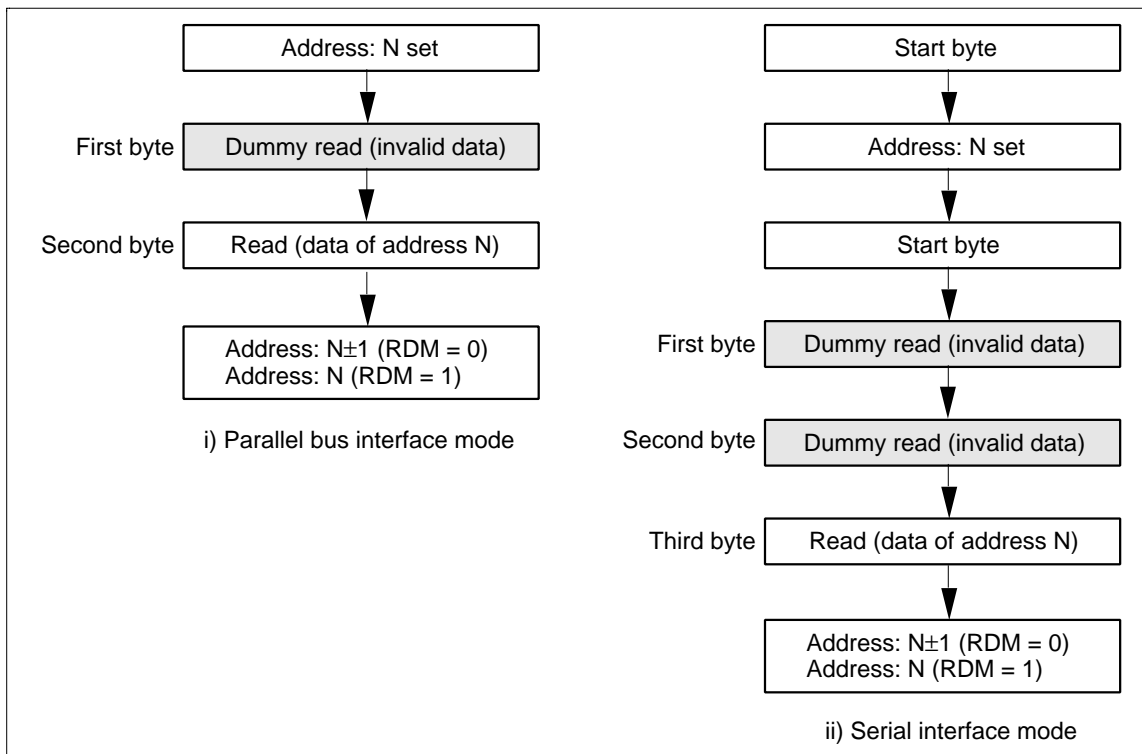 Address: N set
First byte
Dummy read (invalid data)
Second byte
Read (data of address N)
Address: N±1 (RDM = 0)
Address: N (RDM = 1)
i) Parallel bus interface mode
Start byte
Address: N set
Start byte
First byte
Dummy read (invalid data)
Second byte
Dummy read (invalid data)
Third byte
Read (data of address N)
Address: N±1 (RDM = 0)
Address: N (RDM = 1)
ii) Serial interface mode